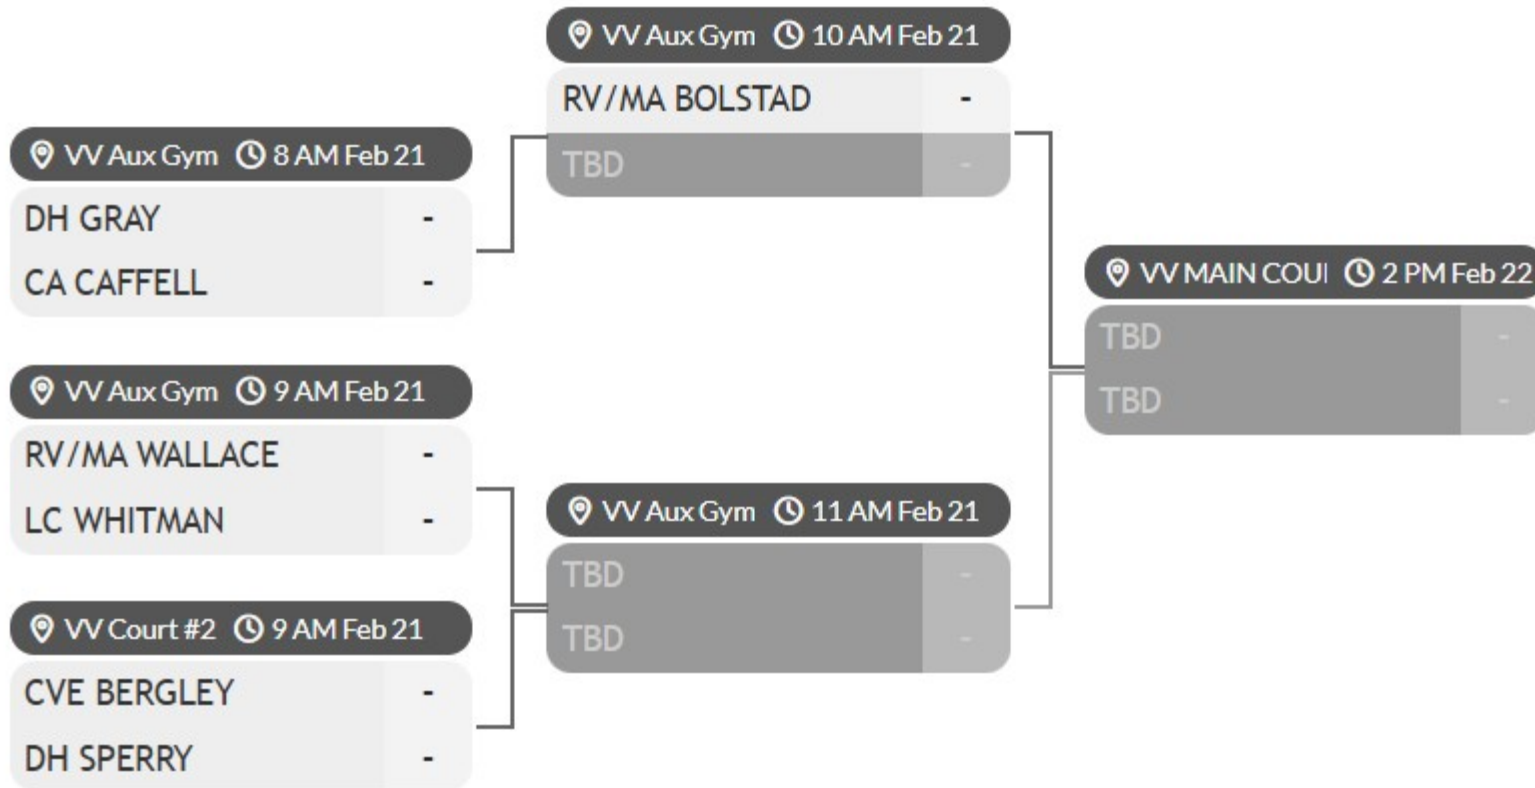 VV Aux Gym 10 AM Feb 21
RV/MA BOLSTAD -
TBD -
VV Aux Gym 8 AM Feb 21
DH GRAY -
CA CAFFELL -
VV MAIN COU 2 PM Feb 22
TBD -
TBD -
VV Aux Gym 9 AM Feb 21
RV/MA WALLACE -
LC WHITMAN -
VV Aux Gym 11 AM Feb 21
TBD -
TBD -
VV Court #2 9 AM Feb 21
CVE BERGLEY -
DH SPERRY -